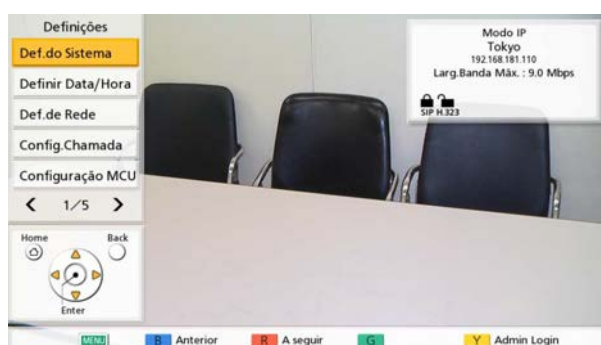 Definições
Def.do Sistema
Definir Data/Hora
Def.de Rede
Config.Chamada
Configuração MCU
1/5
Home
Back
Enter
Modo IP
Tokyo
192.168.181.110
Larg.Banda Máx. : 9.0 Mbps
SIP H.323
MENU B Anterior R A seguir G Y Admin Login